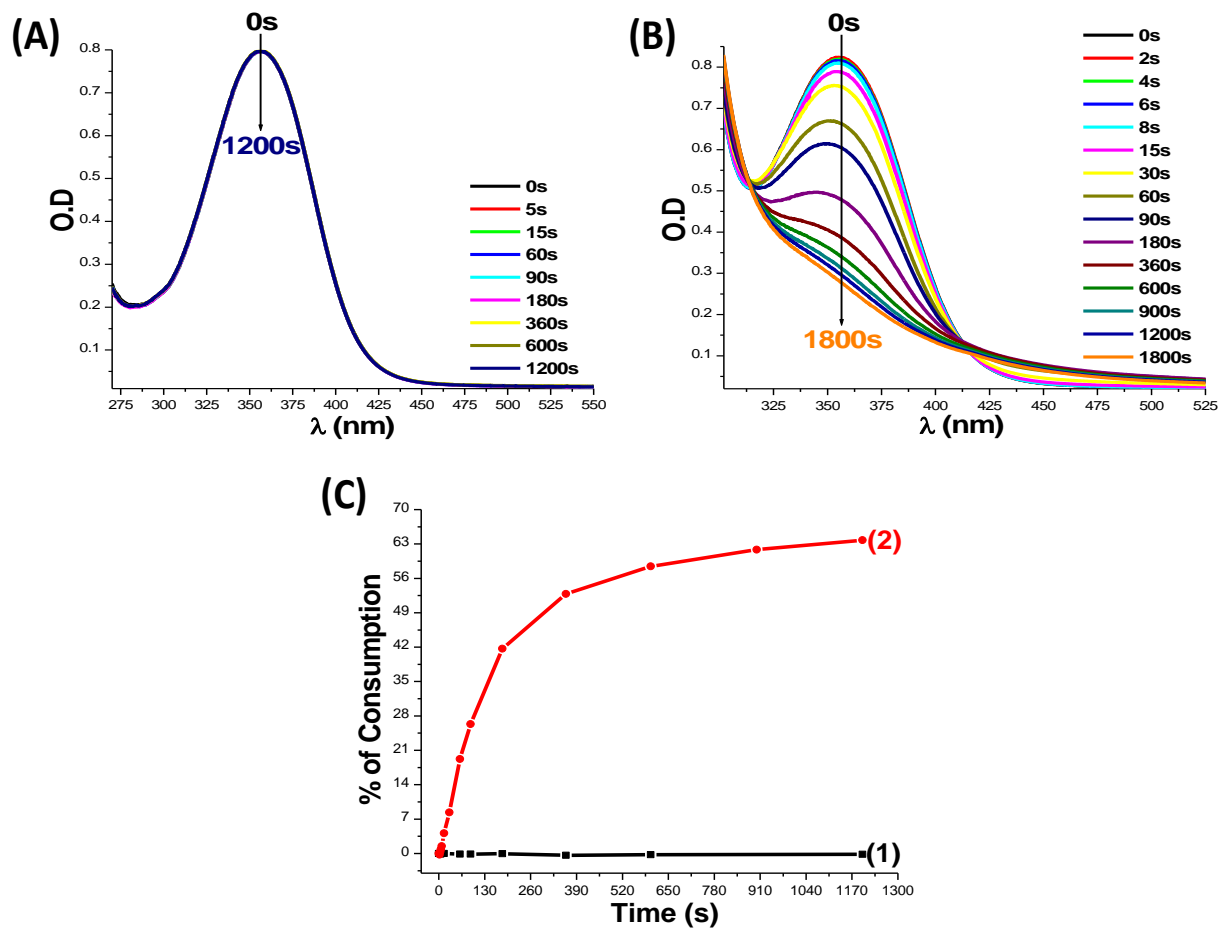 (A)
0s
1200s
O.D
0.8
0.7
0.6
0.5
0.4
0.3
0.2
0.1
275 300 325 350 375 400 425 450 475 500 525 550
λ (nm)
0s
5s
15s
60s
90s
180s
360s
600s
1200s
(B)
0s
1800s
O.D
0.8
0.7
0.6
0.5
0.4
0.3
0.2
0.1
325 350 375 400 425 450 475 500 525
λ (nm)
0s
2s
4s
6s
8s
15s
30s
60s
90s
180s
360s
600s
900s
1200s
1800s
(C)
% of Consumption
70
63
56
49
42
35
28
21
14
7
0
(2)
(1)
0 130 260 390 520 650 780 910 1040 1170 1300
Time (s)